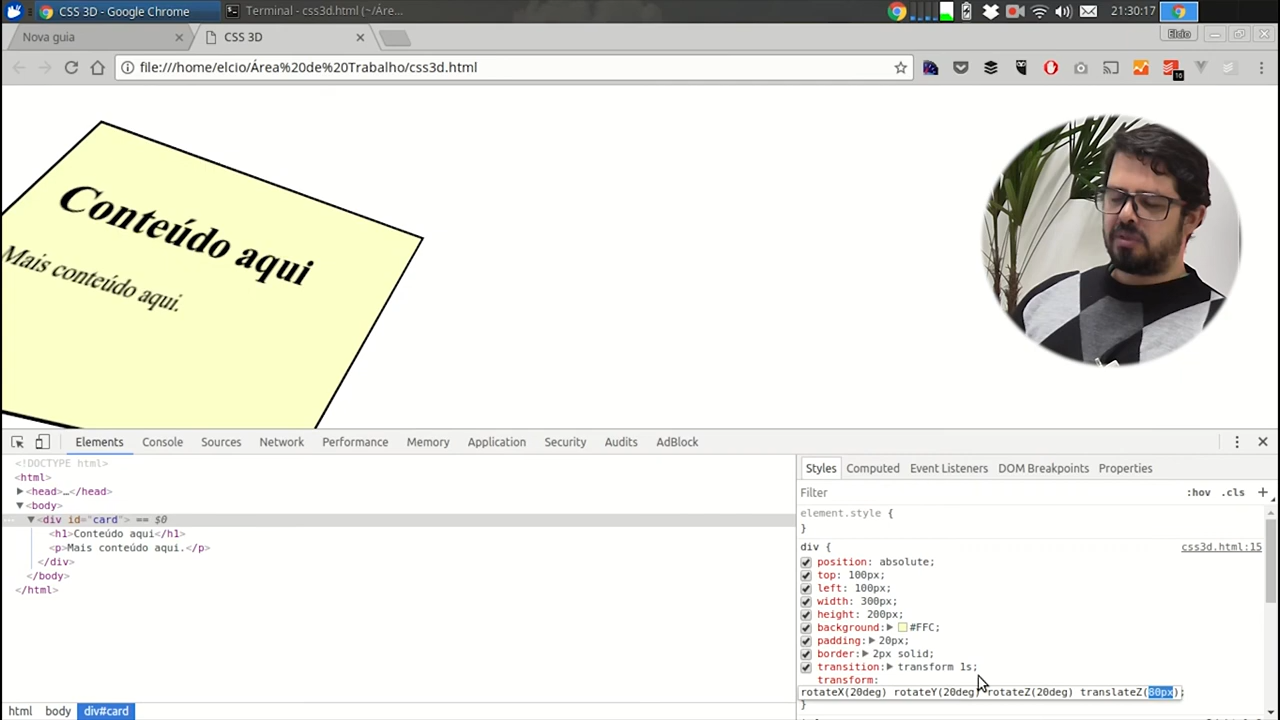 CSS 3D - Google Chrome
Terminal - css3d.html (~/Áre...
21:30:17
Nova guia
CSS 3D
Elcio
file:///home/elcio/Área%20de%20Trabalho/css3d.html
16
Conteúdo aqui
Mais conteúdo aqui.
Elements Console Sources Network Performance Memory Application Security Audits AdBlock
<!DOCTYPE html>
<html>
<head>…</head>
<body>
<div id="card"> == $0
<h1>Conteúdo aqui</h1>
<p>Mais conteúdo aqui.</p>
</div>
</body>
</html>
html body div#card
Styles Computed Event Listeners DOM Breakpoints Properties
Filter :hov .cls +
element.style {
}
div { css3d.html:15
position: absolute;
top: 100px;
left: 100px;
width: 300px;
height: 200px;
background: #FFC;
padding: 20px;
border: 2px solid;
transition: transform 1s;
transform:
rotateX(20deg) rotateY(20deg) rotateZ(20deg) translateZ(80px);
}